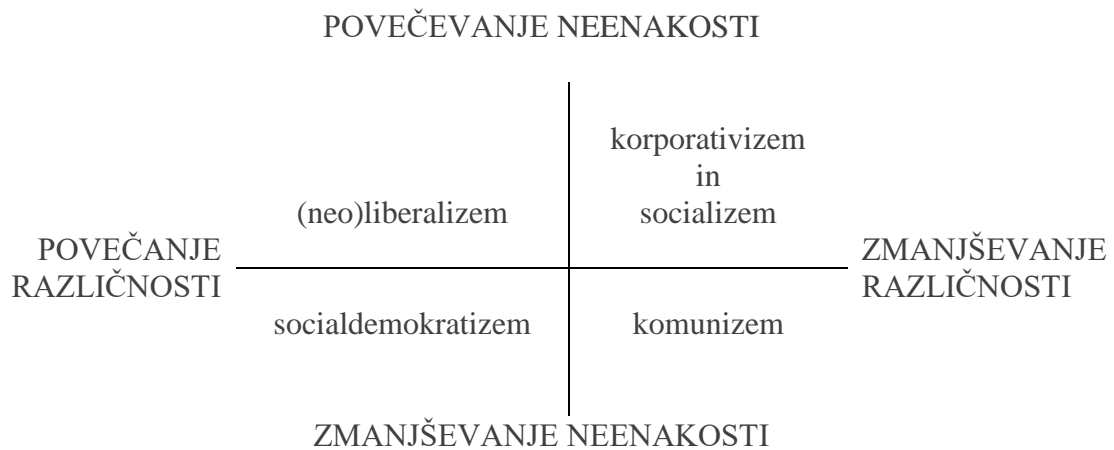 POVEČEVANJE NEENAKOSTI
korporativizem
in
(neo)liberalizem
socializem
POVEČANJE
RAZLIČNOSTI
ZMANJŠEVANJE
RAZLIČNOSTI
socialdemokratizem
komunizem
ZMANJŠEVANJE NEENAKOSTI